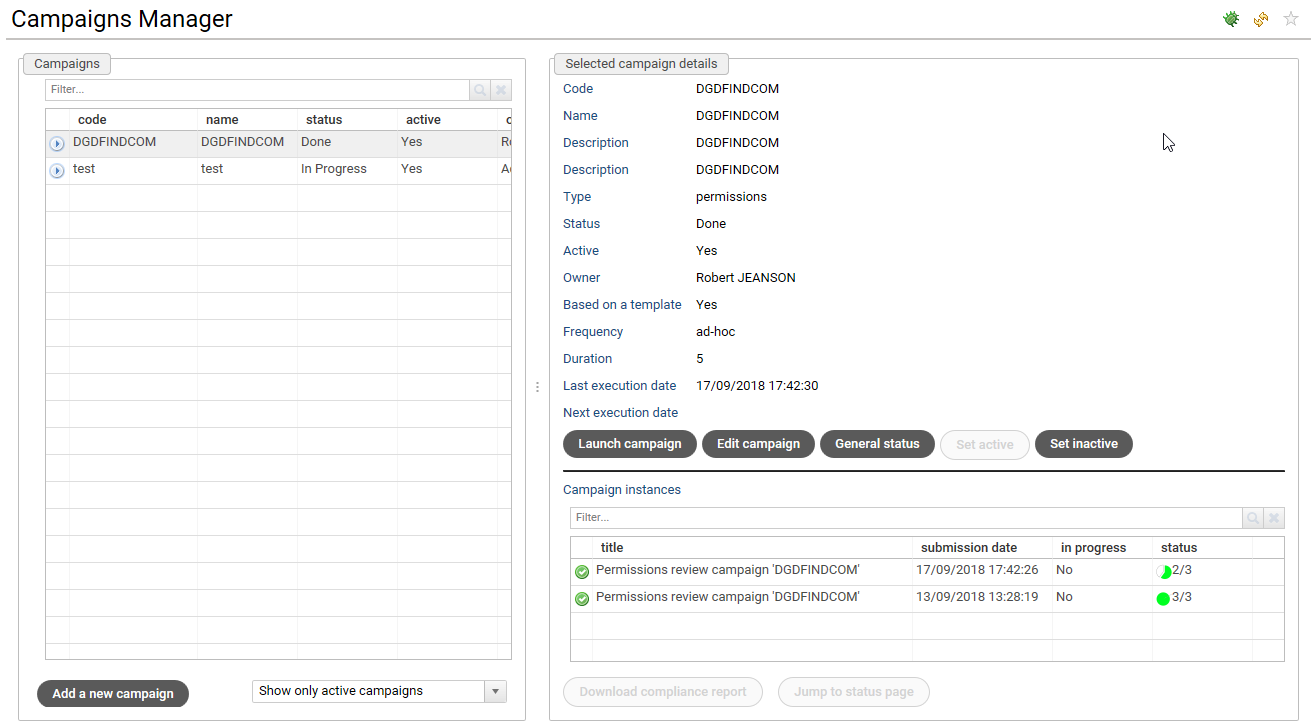 Campaigns Manager
Campaigns
Filter...
code name status active
DGDFINDCOM DGDFINDCOM Done Yes
test test In Progress Yes
Add a new campaign
Show only active campaigns
Selected campaign details
Code DGDFINDCOM
Name DGDFINDCOM
Description DGDFINDCOM
Description DGDFINDCOM
Type permissions
Status Done
Active Yes
Owner Robert JEANSON
Based on a template Yes
Frequency ad-hoc
Duration 5
Last execution date 17/09/2018 17:42:30
Next execution date
Launch campaign Edit campaign General status Set active Set inactive
Campaign instances
Filter...
title submission date in progress status
Permissions review campaign 'DGDFINDCOM' 17/09/2018 17:42:26 No 2/3
Permissions review campaign 'DGDFINDCOM' 13/09/2018 13:28:19 No 3/3
Download compliance report Jump to status page